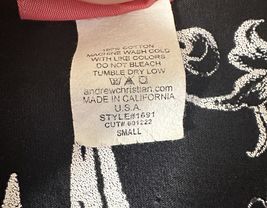 100% COTTON
MACHINE WASH COLD
WITH LIKE COLORS
DO NOT BLEACH
TUMBLE DRY LOW
andrewchristian.com
MADE IN CALIFORNIA
U.S.A.
STYLE#1691
CUT# 601222
SMALL